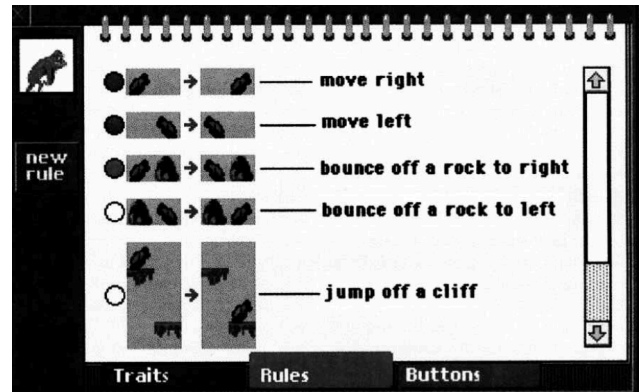 move right
move left
new
rule
bounce off a rock to right
bounce off a rock to left
jump off a cliff
Traits
Rules
Buttons